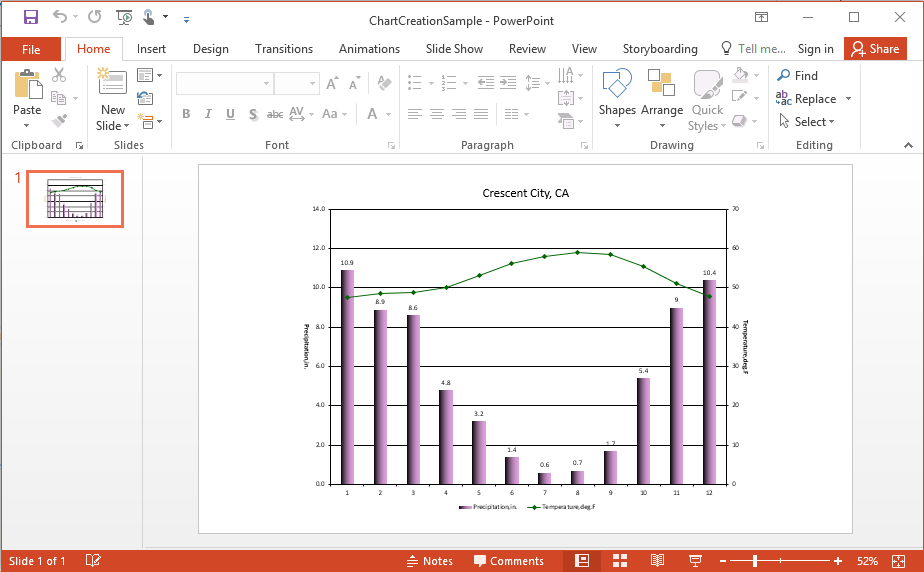 ChartCreationSample - PowerPoint
File Home Insert Design Transitions Animations Slide Show Review View Storyboarding Tell me... Sign in Share
Paste
New
Slide
B I U S abc AV Aa A
A A
Shapes Arrange Quick
Styles
Find
Replace
Select
Clipboard Slides Font Paragraph Drawing Editing
1
Crescent City, CA
14.0 70
12.0 60
10.9 10.4
10.0 50
8.9 8.6 9
8.0 40
Precipitation,in.
Temperature,deg.F
6.0 30
4.8 5.4
4.0 20
3.2
2.0 10
1.4 0.6 0.7 1.7
0.0 0
1 2 3 4 5 6 7 8 9 10 11 12
Precipitation,in. Temperature,deg.F
Slide 1 of 1 Notes Comments 52%